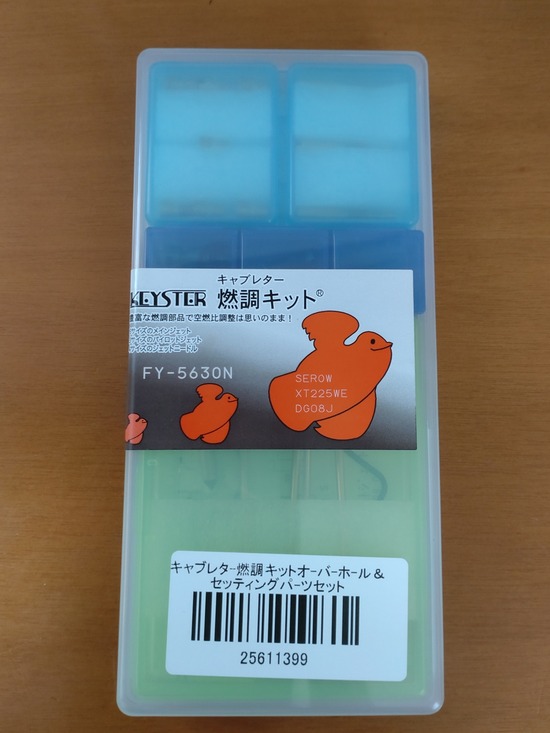 キャブレター
KEYSTER 燃調キット®
豊富な燃調部品で空燃比調整は思いのまま!
サイズのメインジェット
サイズのパイロットジェット
サイズのジェットニードル
FY-5630N
SEROW
XT225WE
DG08J
キャブレター燃調キットオーバーホール&
セッティングパーツセット
25611399